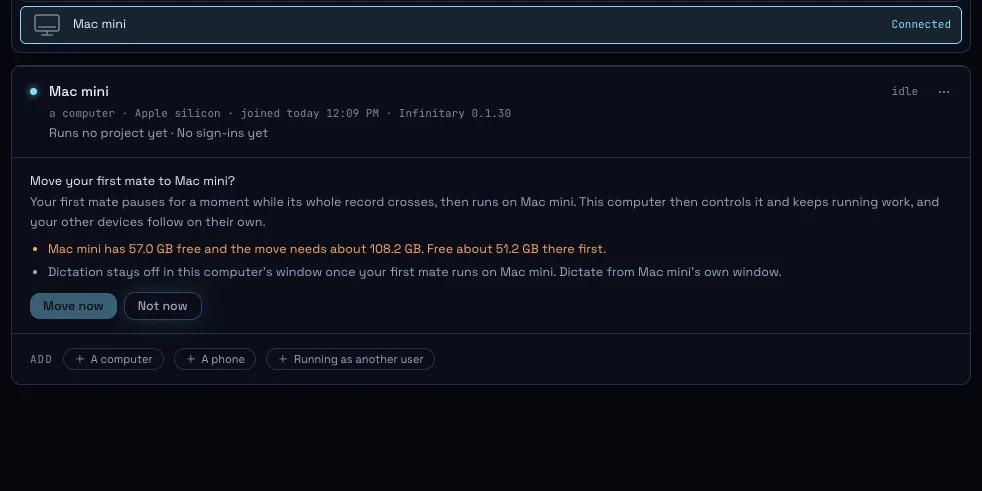 Mac mini
Connected
Mac mini
idle
···
a computer · Apple silicon · joined today 12:09 PM · Infinitary 0.1.30
Runs no project yet · No sign-ins yet
Move your first mate to Mac mini?
Your first mate pauses for a moment while its whole record crosses, then runs on Mac mini. This computer then controls it and keeps running work, and
your other devices follow on their own.
• Mac mini has 57.0 GB free and the move needs about 108.2 GB. Free about 51.2 GB there first.
• Dictation stays off in this computer's window once your first mate runs on Mac mini. Dictate from Mac mini's own window.
Move now
Not now
ADD
+ A computer
+ A phone
+ Running as another user